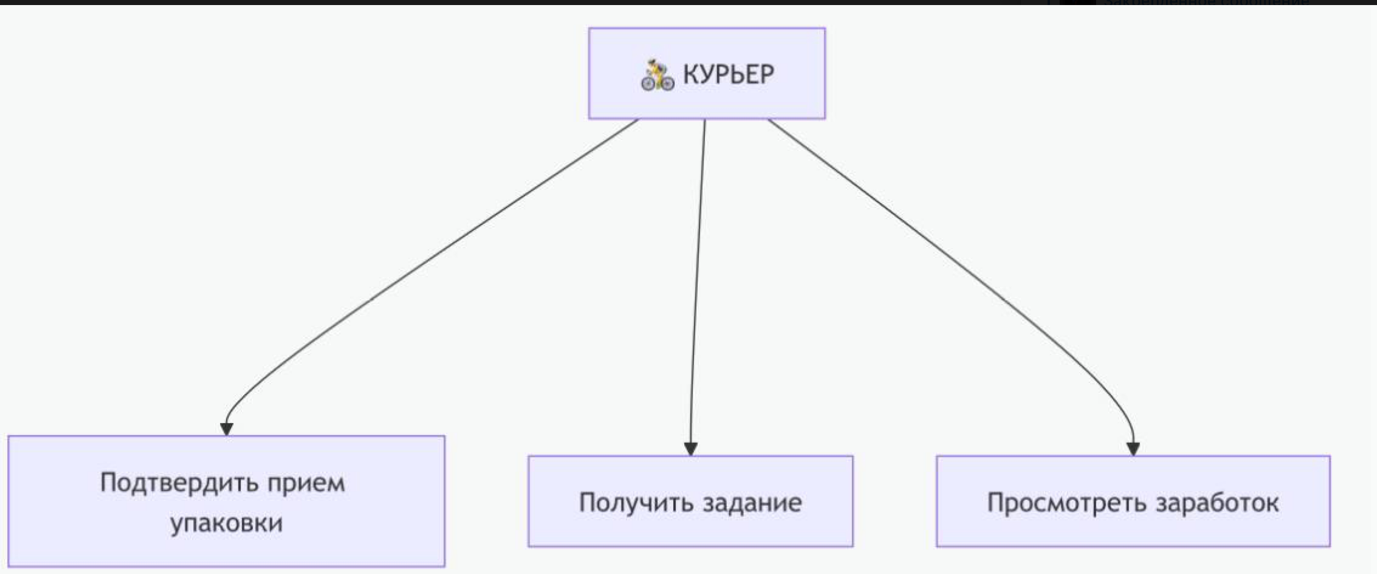 КУРЬЕР
Подтвердить прием
упаковки
Получить задание
Просмотреть заработок